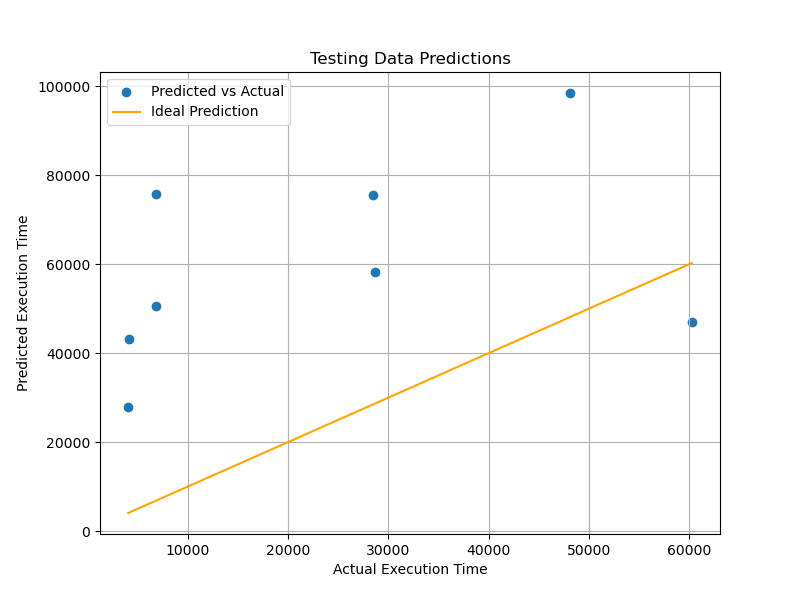 Testing Data Predictions
Predicted vs Actual
Ideal Prediction
100000
80000
60000
40000
20000
0
Predicted Execution Time
10000
20000
30000
40000
50000
60000
Actual Execution Time